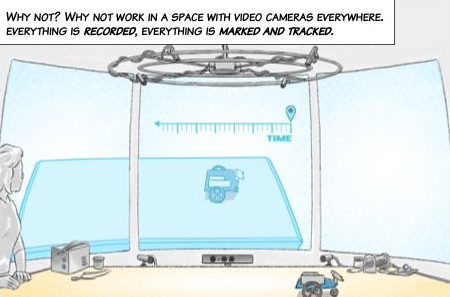 WHY NOT? WHY NOT WORK IN A SPACE WITH VIDEO CAMERAS EVERYWHERE.
EVERYTHING IS RECORDED, EVERYTHING IS MARKED AND TRACKED.
TIME